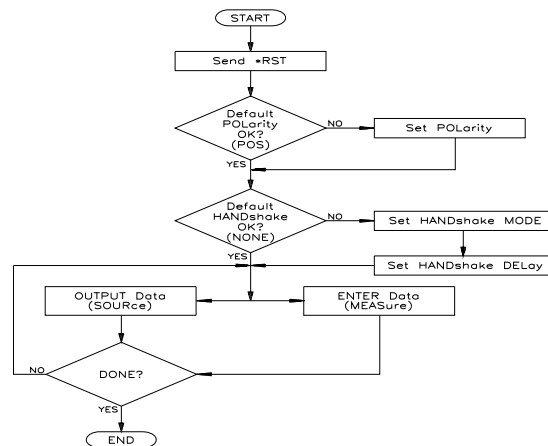 START
Send *RST
Default
POLarity
OK?
(POS)
NO
Set POLarity
YES
Default
HANDshake
OK?
(NONE)
NO
Set HANDshake MODE
YES
Set HANDshake DELay
OUTPUT Data
(SOURce)
ENTER Data
(MEASure)
DONE?
NO
YES
END